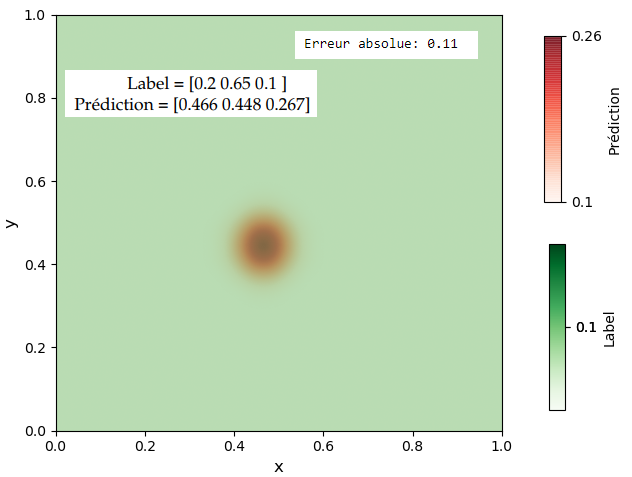 1.0
0.8
0.6
0.4
0.2
0.0
y
0.0 0.2 0.4 0.6 0.8 1.0
x
Erreur absolue: 0.11
Label = [0.2 0.65 0.1 ]
Prédiction = [0.466 0.448 0.267]
0.26
0.1
Prédiction
0.1
Label